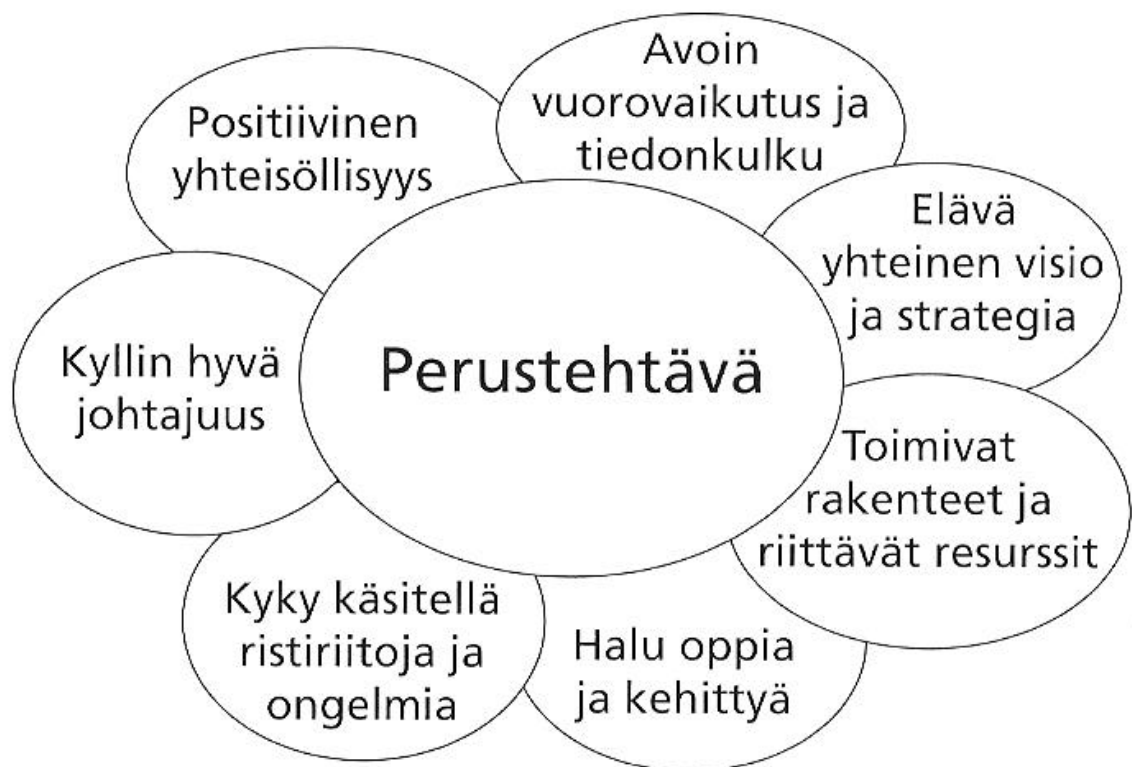 Avoin
vuorovaikutus ja
tiedonkulku
Positiivinen
yhteisöllisyys
Elävä
yhteinen visio
ja strategia
Kyllin hyvä
johtajuus
Perustehtävä
Toimivat
rakenteet ja
riittävät resurssit
Kyky käsitellä
ristiriitoja ja
ongelmia
Halu oppia
ja kehittyä